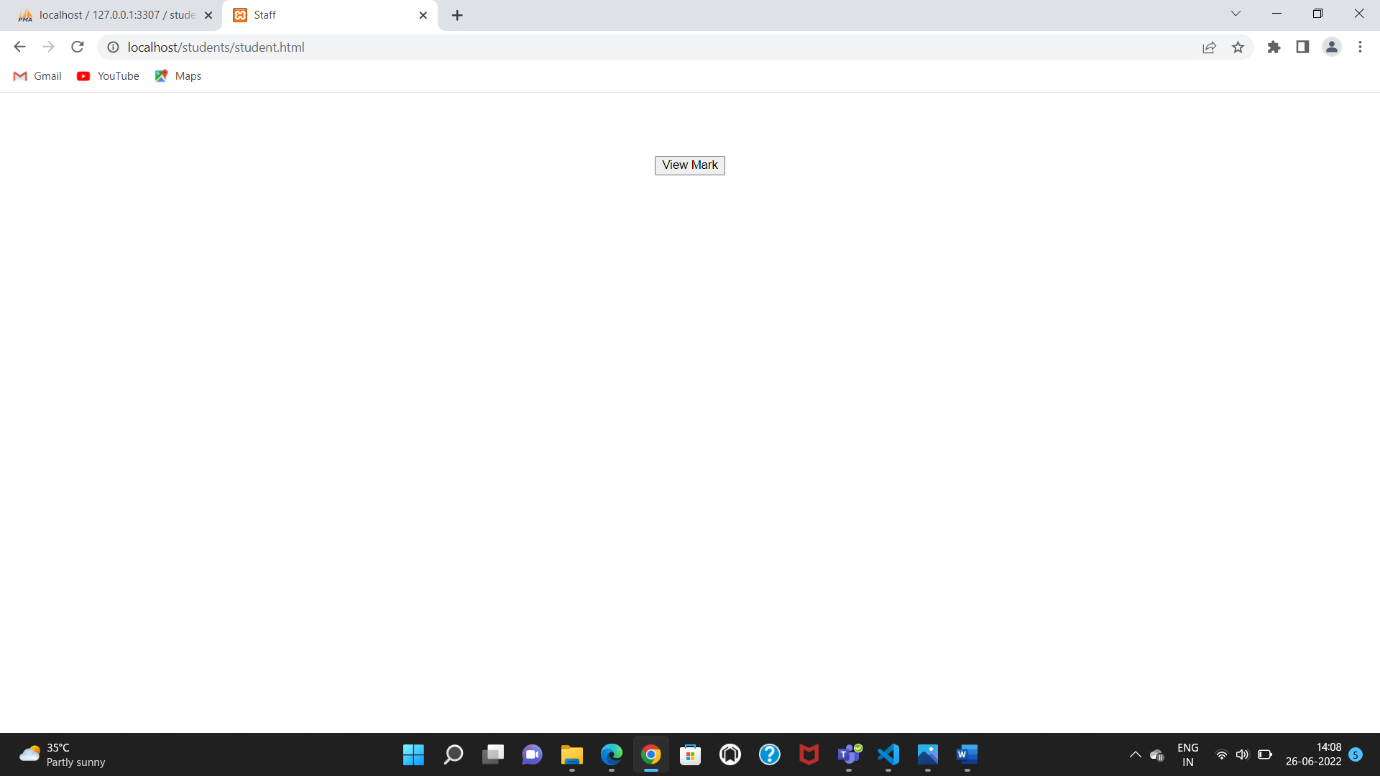 localhost / 127.0.0.1:3307 / stude
Staff
localhost/students/student.html
Gmail
YouTube
Maps
View Mark
35°C
Partly sunny
ENG
IN
14:08
26-06-2022
5